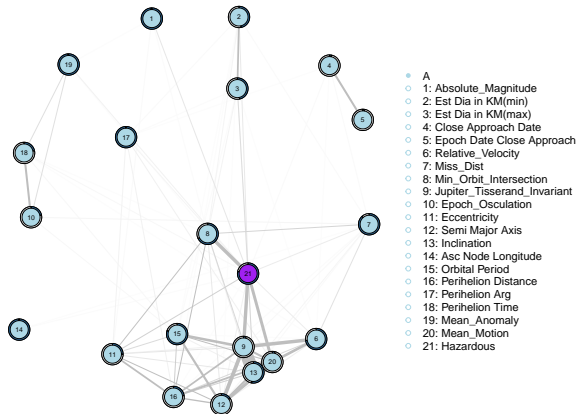 1
2
19
4
3
5
17
18
10
8
7
21
14
15
6
11
9
20
13
16
12
A
1: Absolute_Magnitude
2: Est Dia in KM(min)
3: Est Dia in KM(max)
4: Close Approach Date
5: Epoch Date Close Approach
6: Relative_Velocity
7: Miss_Dist
8: Min_Orbit_Intersection
9: Jupiter_Tisserand_Invariant
10: Epoch_Osculation
11: Eccentricity
12: Semi Major Axis
13: Inclination
14: Asc Node Longitude
15: Orbital Period
16: Perihelion Distance
17: Perihelion Arg
18: Perihelion Time
19: Mean_Anomaly
20: Mean_Motion
21: Hazardous